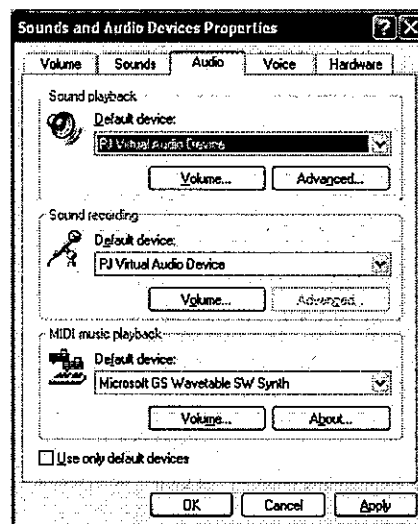 Sounds and Audio Devices Properties
Volume Sounds Audio Voice Hardware
Sound playback
Default device:
PJ Virtual Audio Device
Volume... Advanced...
Sound recording
Default device:
PJ Virtual Audio Device
Volume... Advanced...
MIDI music playback
Default device:
Microsoft GS Wavetable SW Synth
Volume... About...
Use only default devices
OK Cancel Apply